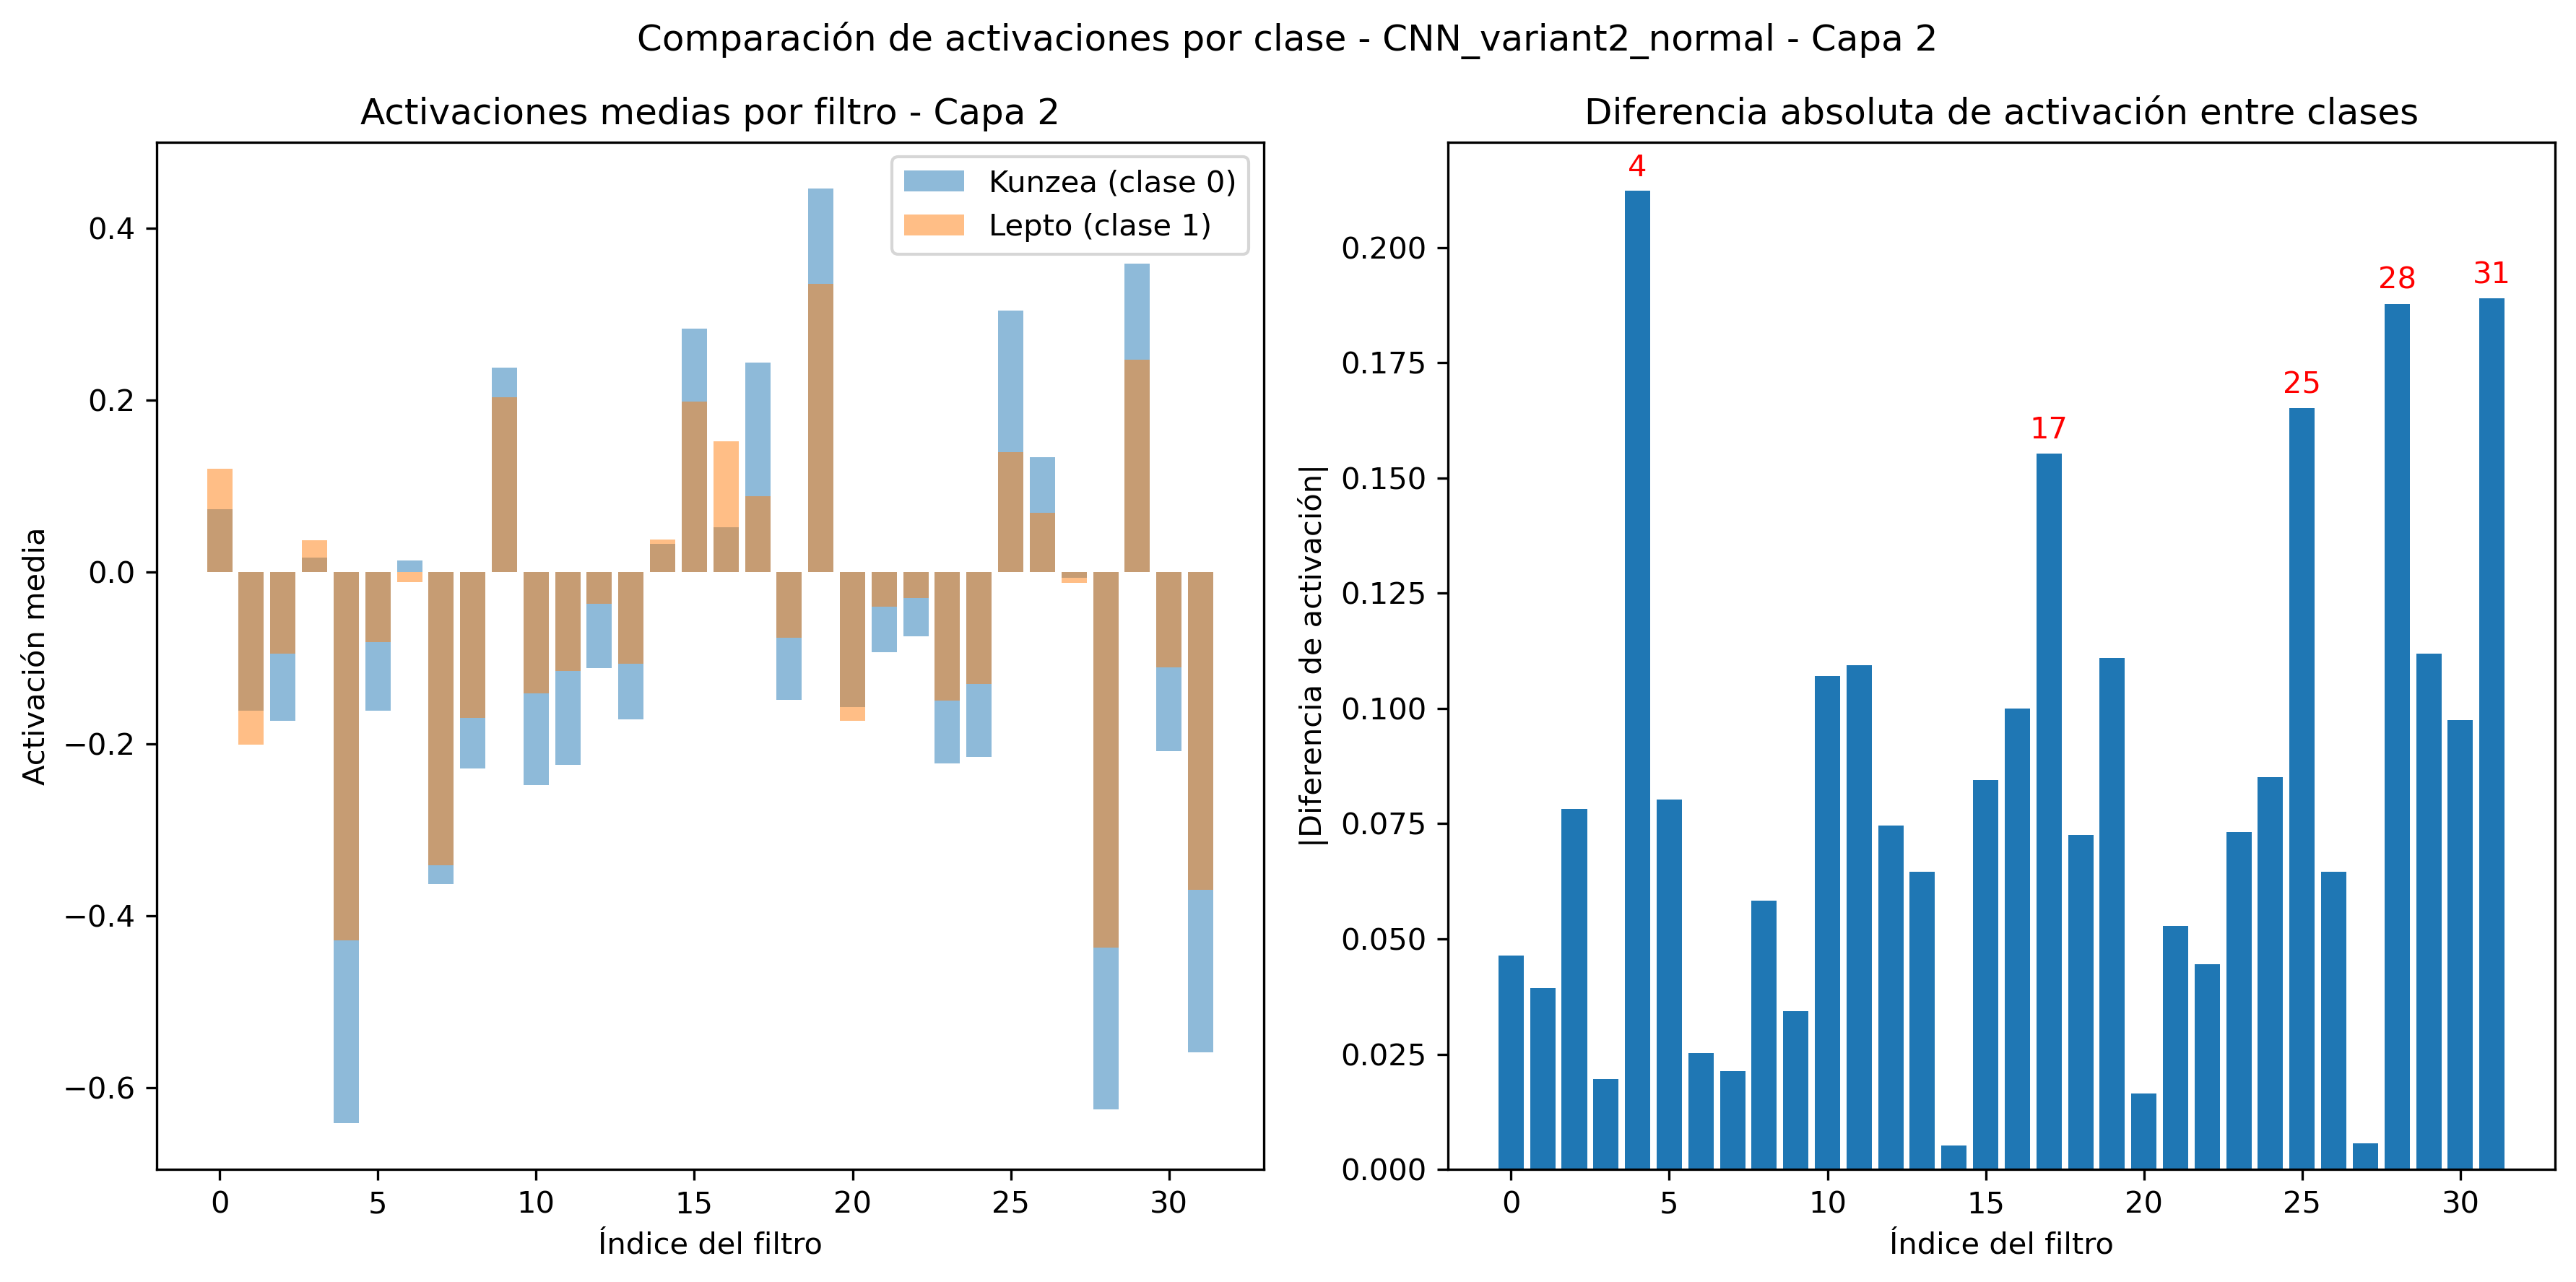 Comparación de activaciones por clase - CNN_variant2_normal - Capa 2
Activaciones medias por filtro - Capa 2
Kunzea (clase 0)
Lepto (clase 1)
Activación media
0.4
0.2
0.0
−0.2
−0.4
−0.6
0 5 10 15 20 25 30
Índice del filtro
Diferencia absoluta de activación entre clases
|Diferencia de activación|
0.200
0.175
0.150
0.125
0.100
0.075
0.050
0.025
0.000
4
17
25
28
31
0 5 10 15 20 25 30
Índice del filtro